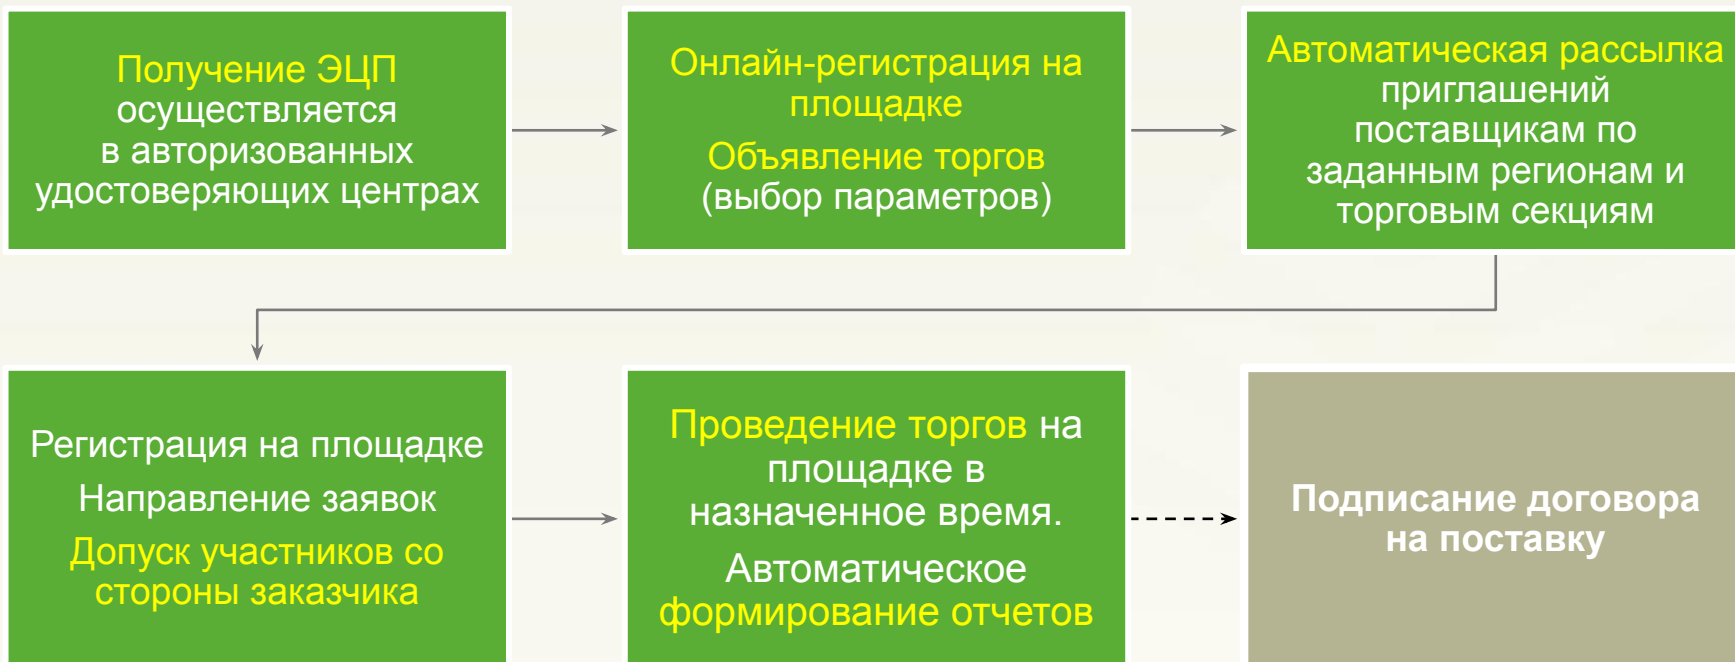 Получение ЭЦП
осуществляется
в авторизованных
удостоверяющих центрах
Онлайн-регистрация на
площадке
Объявление торгов
(выбор параметров)
Автоматическая рассылка
приглашений
поставщикам по
заданным регионам и
торговым секциям
Регистрация на площадке
Направление заявок
Допуск участников со
стороны заказчика
Проведение торгов на
площадке в
назначенное время.
Автоматическое
формирование отчетов
Подписание договора
на поставку